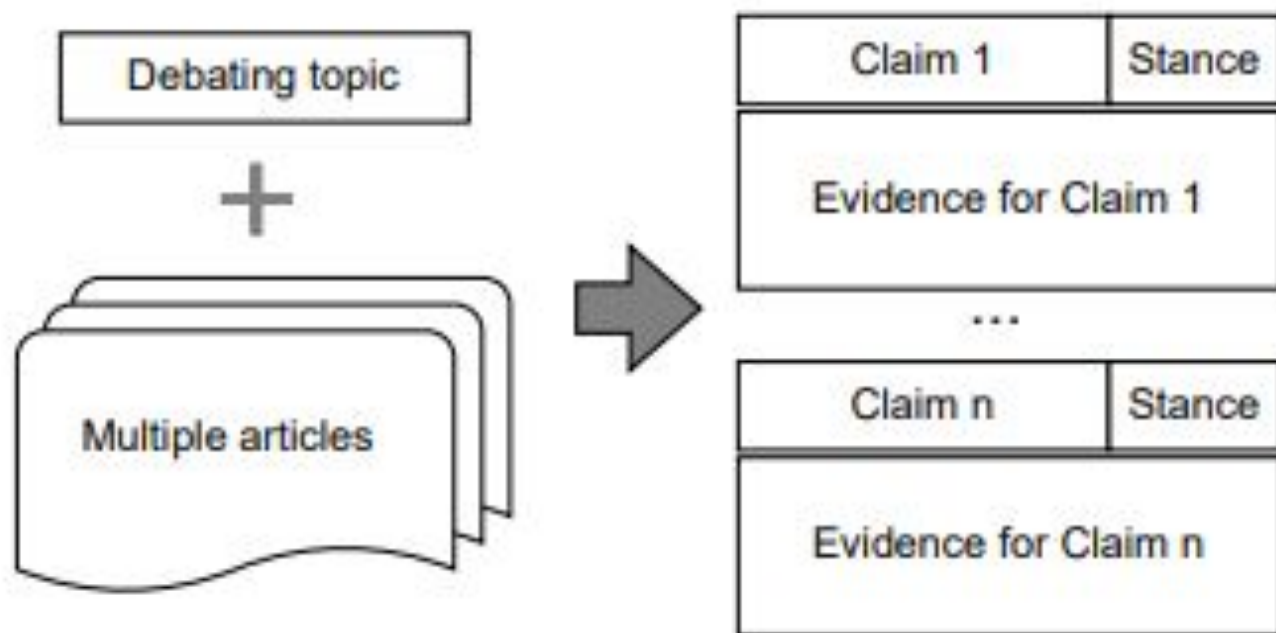 Debating topic
+
Multiple articles
Claim 1
Stance
Evidence for Claim 1
...
Claim n
Stance
Evidence for Claim n